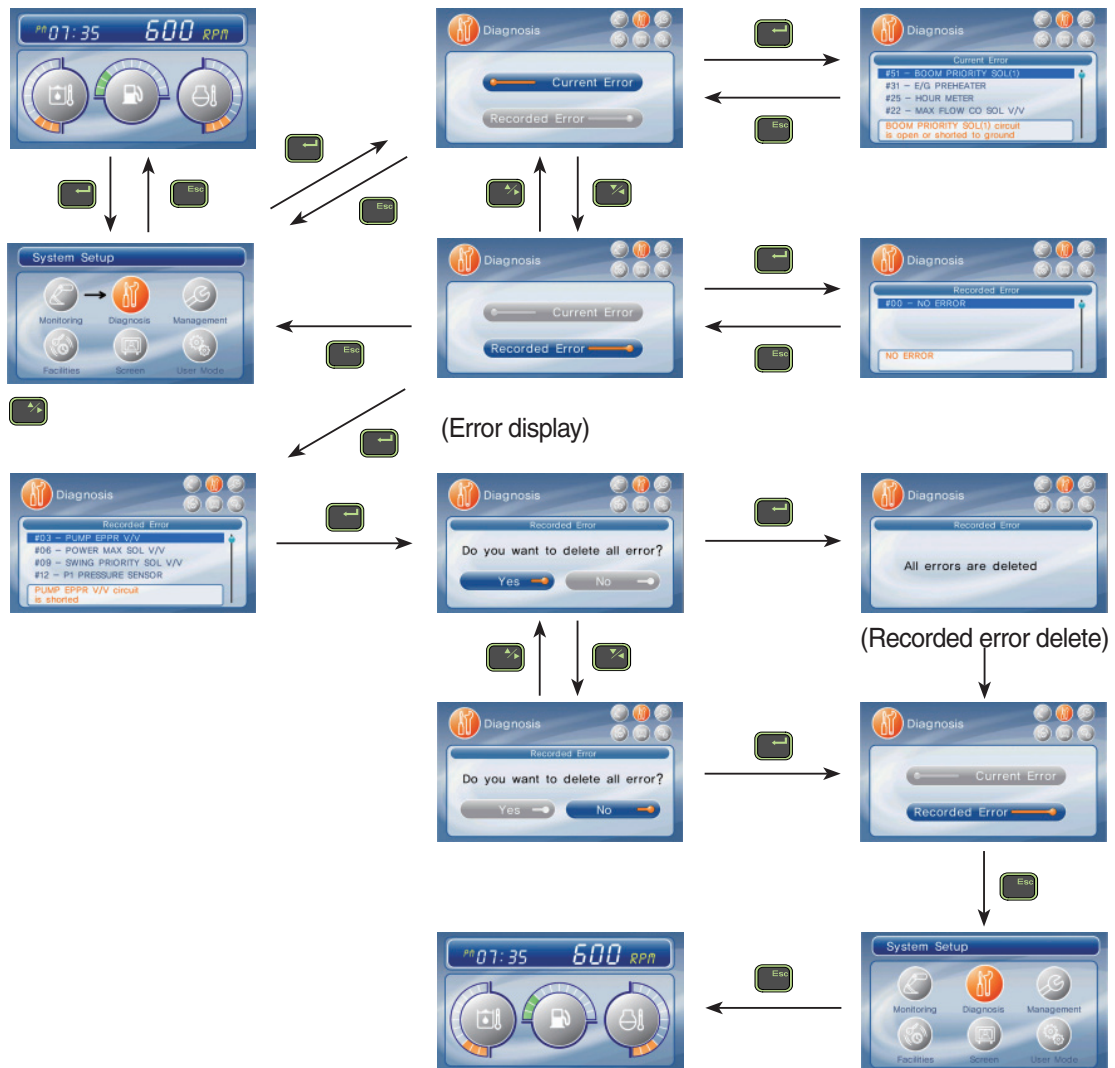 PM 07:35 600 RPM
Diagnosis
Current Error
Recorded Error
Diagnosis
Current Error
#51 - BOOM PRIORITY SOL(1)
#31 - E/G PREHEATER
#25 - HOUR METER
#22 - MAX FLOW CO SOL V/V
BOOM PRIORITY SOL(1) circuit
is open or shorted to ground
Esc
Esc
Esc
System Setup
Monitoring Diagnosis Management
Facilities Screen User Mode
Diagnosis
Current Error
Recorded Error
Diagnosis
Recorded Error
#00 - NO ERROR
NO ERROR
Esc
Esc
(Error display)
Diagnosis
Recorded Error
#03 - PUMP EPPR V/V
#06 - POWER MAX SOL V/V
#09 - SWING PRIORITY SOL V/V
#12 - P1 PRESSURE SENSOR
PUMP EPPR V/V circuit
is shorted
Diagnosis
Recorded Error
Do you want to delete all error?
Yes No
Diagnosis
Recorded Error
All errors are deleted
(Recorded error delete)
Diagnosis
Recorded Error
Do you want to delete all error?
Yes No
Diagnosis
Current Error
Recorded Error
Esc
PM 07:35 600 RPM
Esc
System Setup
Monitoring Diagnosis Management
Facilities Screen User Mode